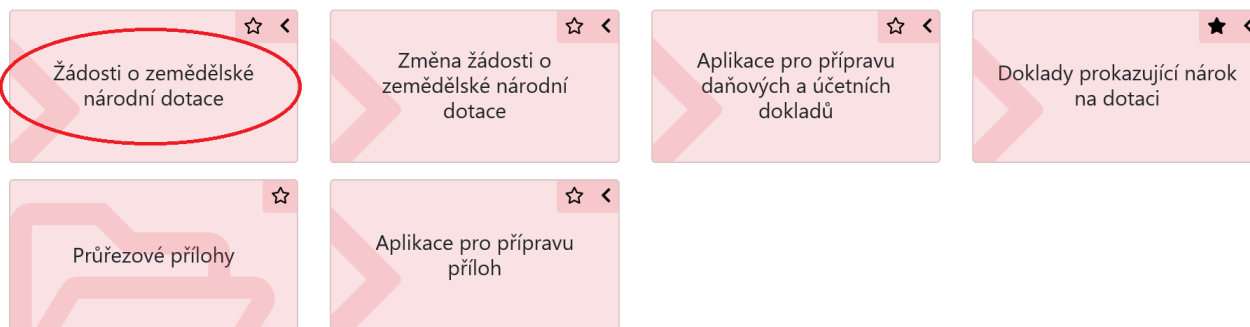 Žádosti o zemědělské
národní dotace
Změna žádosti o
zemědělské národní
dotace
Aplikace pro přípravu
daňových a účetních
dokladů
Doklady prokazující nárok
na dotaci
Průřezové přílohy
Aplikace pro přípravu
příloh